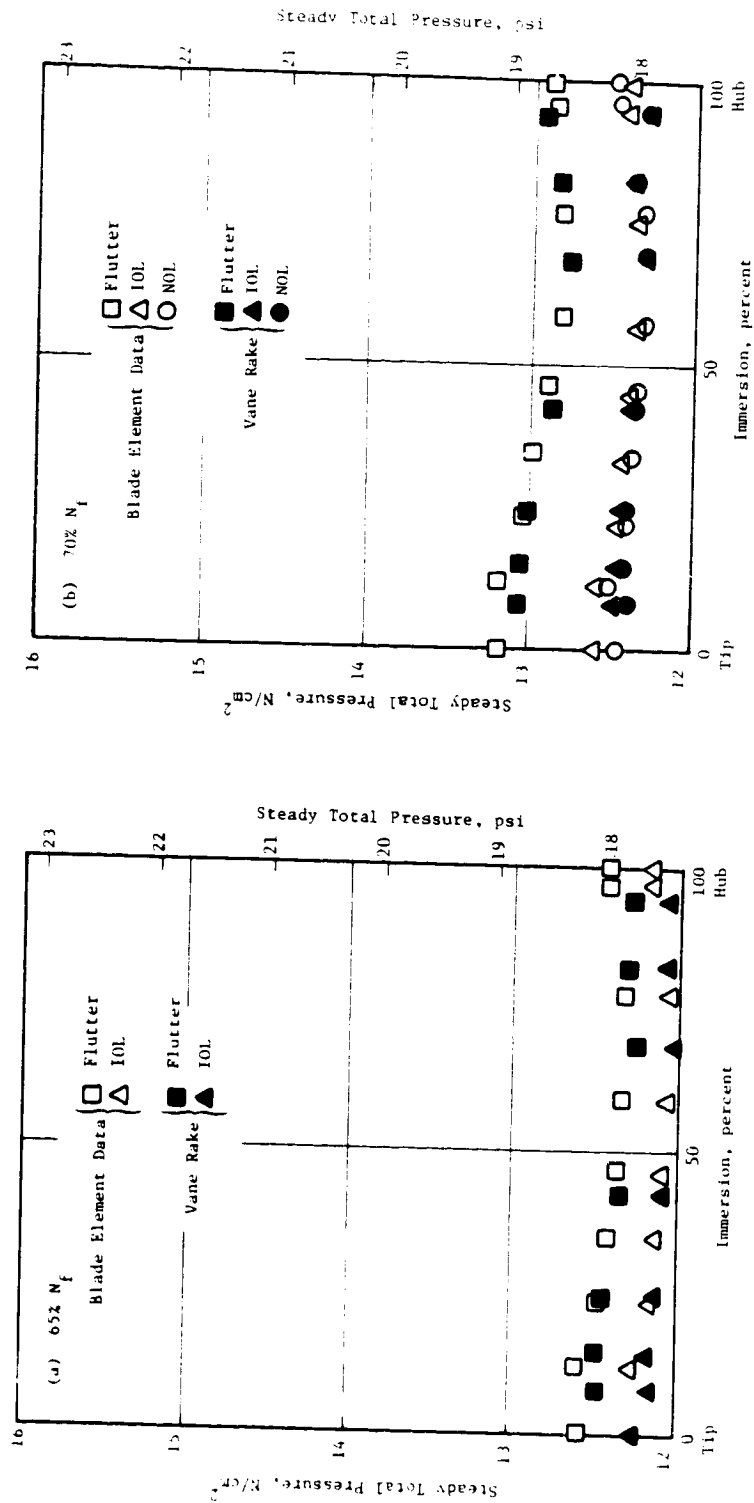 (a) 65% Nf
Blade Element Data
Flutter
IOL
Vane Rake
Flutter
IOL
Steady Total Pressure, N/cm2
16
15
14
13
12
Steady Total Pressure, psi
23
22
21
20
19
18
0
50
100
Tip
Hub
Immersion, percent
(b) 70% Nf
Blade Element Data
Flutter
IOL
NOL
Vane Rake
Flutter
IOL
NOL
Steady Total Pressure, N/cm2
16
15
14
13
12
Steady Total Pressure, psi
23
22
21
20
19
18
0
50
100
Tip
Hub
Immersion, percent